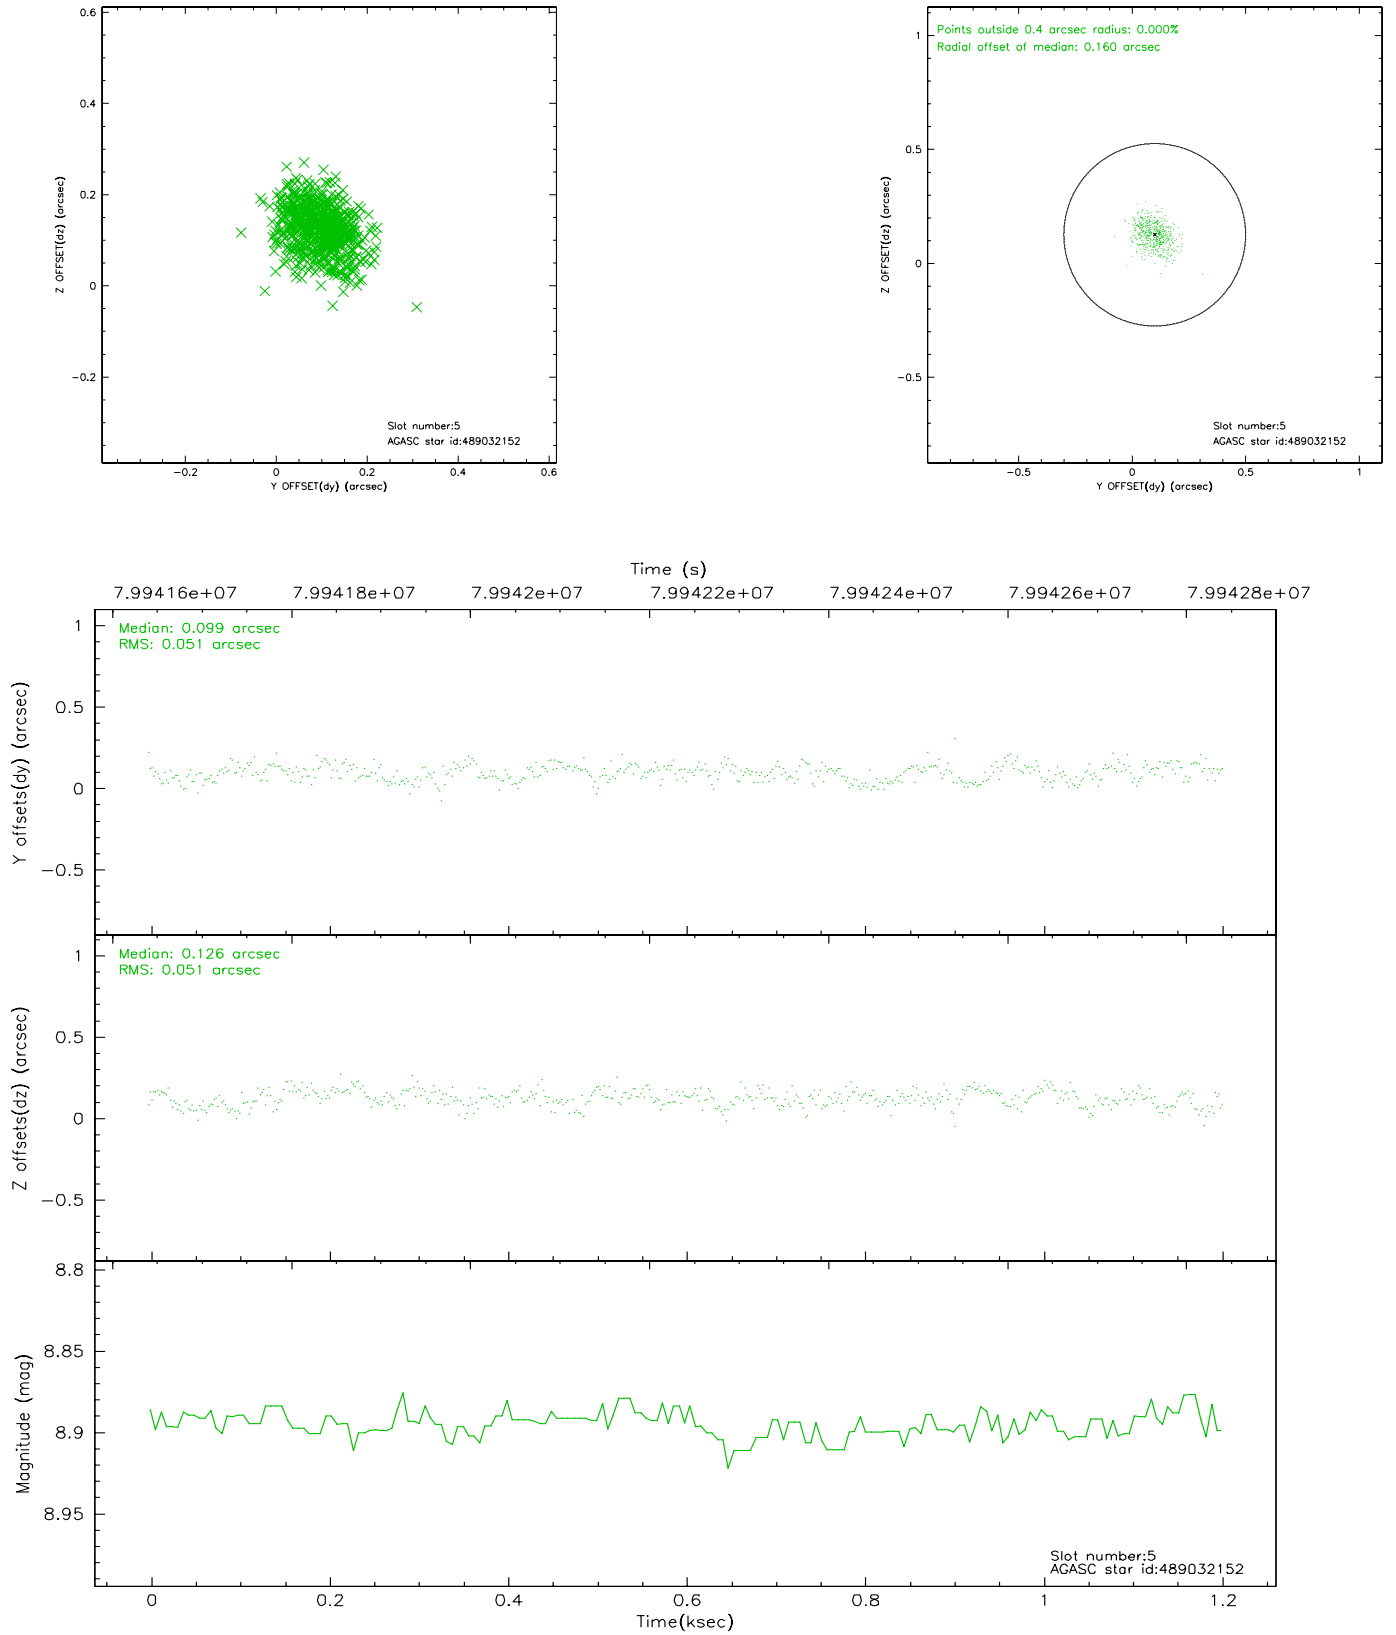 0.6
0.4
0.2
0
−0.2
Z OFFSET(dz) (arcsec)
Slot number:5
AGASC star id:489032152
−0.2 0 0.2 0.4 0.6
Y OFFSET(dy) (arcsec)
Points outside 0.4 arcsec radius: 0.000%
Radial offset of median: 0.160 arcsec
1
0.5
0
−0.5
Z OFFSET(dz) (arcsec)
Slot number:5
AGASC star id:489032152
−0.5 0 0.5 1
Y OFFSET(dy) (arcsec)
Time (s)
7.99416e+07 7.99418e+07 7.9942e+07 7.99422e+07 7.99424e+07 7.99426e+07 7.99428e+07
Median: 0.099 arcsec
RMS: 0.051 arcsec
1
0.5
0
−0.5
Y offsets(dy) (arcsec)
Median: 0.126 arcsec
RMS: 0.051 arcsec
1
0.5
0
−0.5
Z offsets(dz) (arcsec)
8.8
8.85
8.9
8.95
Magnitude (mag)
Slot number:5
AGASC star id:489032152
0 0.2 0.4 0.6 0.8 1 1.2
Time(ksec)